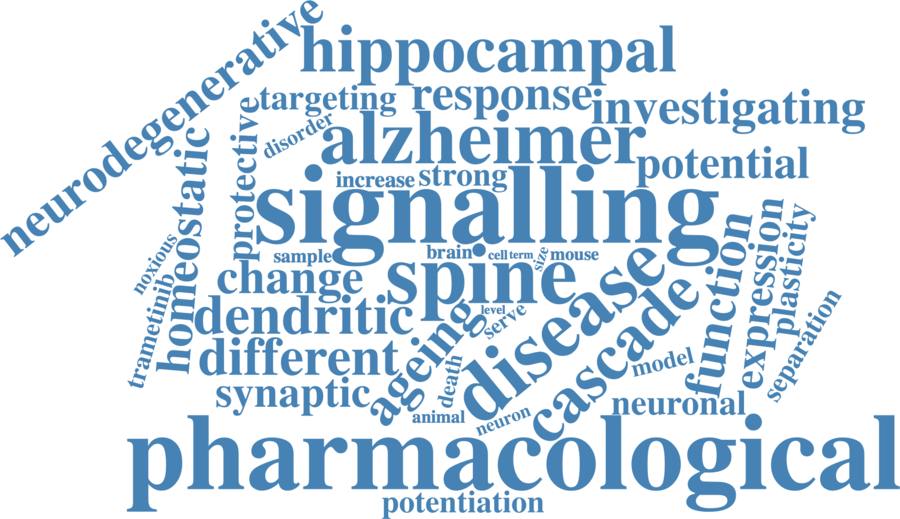 neurodegenerative
hippocampal
targeting
response
investigating
disorder
protective
homeostatic
alzheimer
potential
increase
strong
signalling
noxious
sample
brain
cell
term
size
mouse
change
spine
trametinib
dendritic
ageing
level
serve
disease
cascade
function
expression
plasticity
separation
different
synaptic
death
animal
neuron
model
neuronal
pharmacological
potentiation